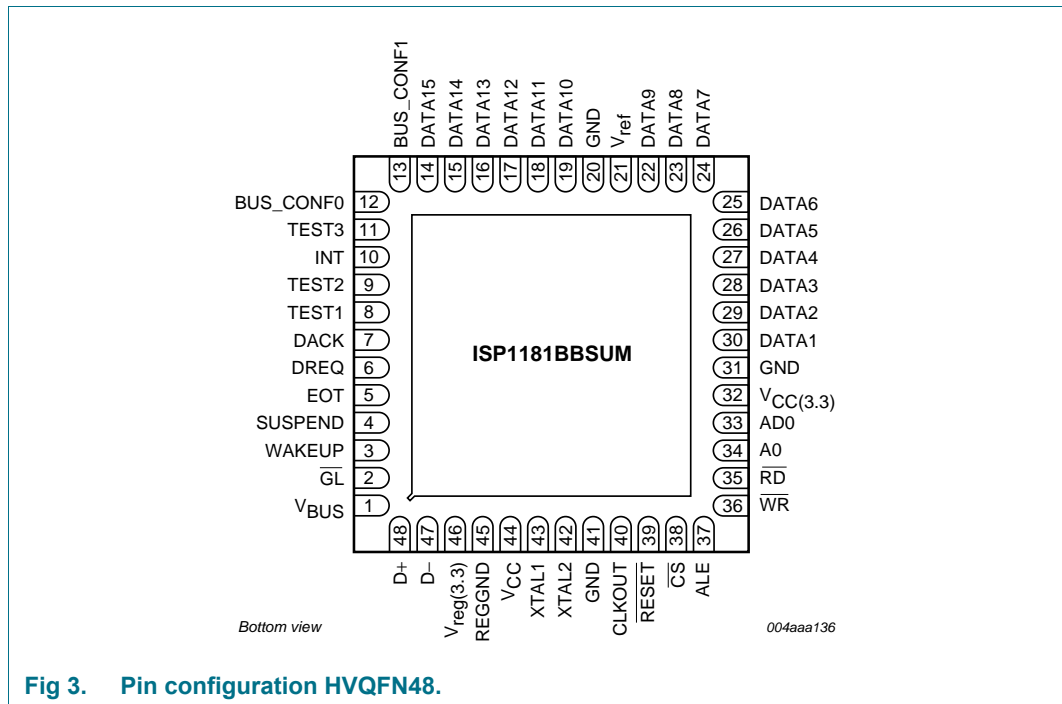 BUS_CONF1
DATA15
DATA14
DATA13
DATA12
DATA11
DATA10
GND
Vref
DATA9
DATA8
DATA7
13
14
15
16
17
18
19
20
21
22
23
24
BUS_CONF0 12
TEST3 11
INT 10
TEST2 9
TEST1 8
DACK 7
DREQ 6
EOT 5
SUSPEND 4
WAKEUP 3
GL 2
VBUS 1
ISP1181BBSUM
25 DATA6
26 DATA5
27 DATA4
28 DATA3
29 DATA2
30 DATA1
31 GND
32 VCC(3.3)
33 AD0
34 A0
35 RD
36 WR
48
47
46
45
44
43
42
41
40
39
38
37
D+
D−
Vreg(3.3)
REGGND
VCC
XTAL1
XTAL2
GND
CLKOUT
RESET
CS
ALE
Bottom view
004aaa136
Fig 3. Pin configuration HVQFN48.